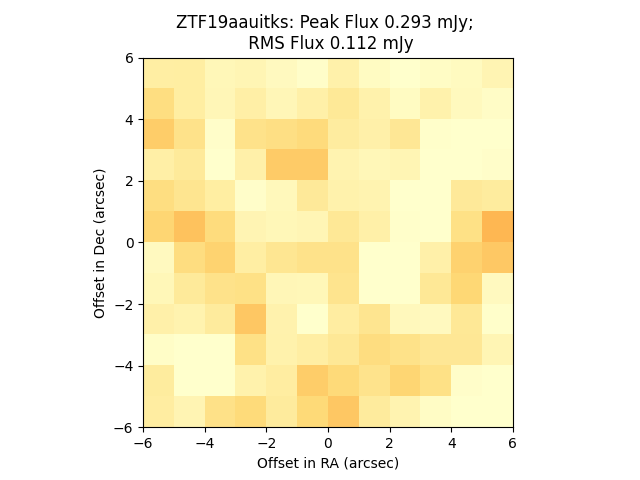 ZTF19aauitks: Peak Flux 0.293 mJy;
RMS Flux 0.112 mJy
6
4
2
0
−2
−4
−6
Offset in Dec (arcsec)
−6 −4 −2 0 2 4 6
Offset in RA (arcsec)